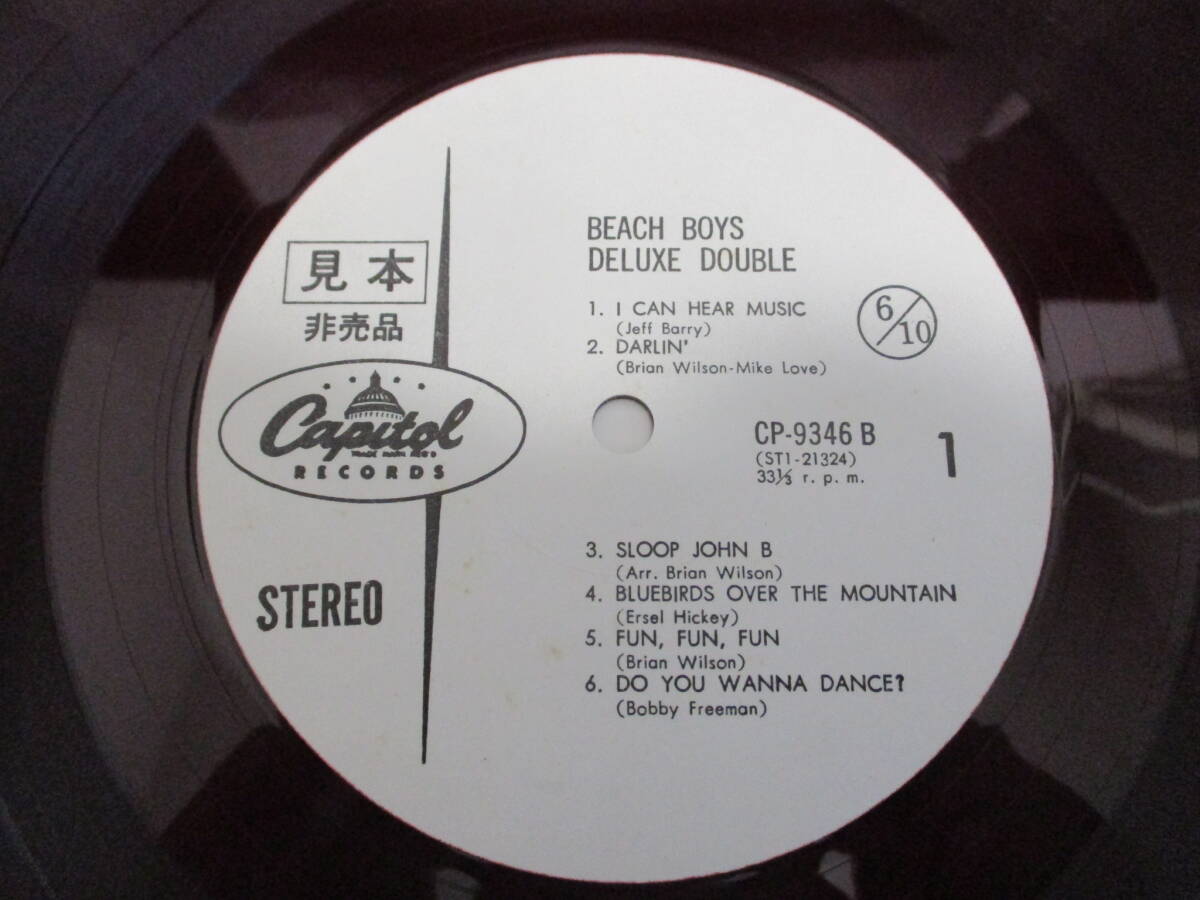 BEACH BOYS
DELUXE DOUBLE
見本
非売品
1. I CAN HEAR MUSIC
(Jeff Barry)
2. DARLIN'
(Brian Wilson-Mike Love)
6/10
Capitol
TRADE MARK REG'D
RECORDS
CP-9346 B
(ST1-21324)
33⅓ r. p. m.
1
STEREO
3. SLOOP JOHN B
(Arr. Brian Wilson)
4. BLUEBIRDS OVER THE MOUNTAIN
(Ersel Hickey)
5. FUN, FUN, FUN
(Brian Wilson)
6. DO YOU WANNA DANCE?
(Bobby Freeman)